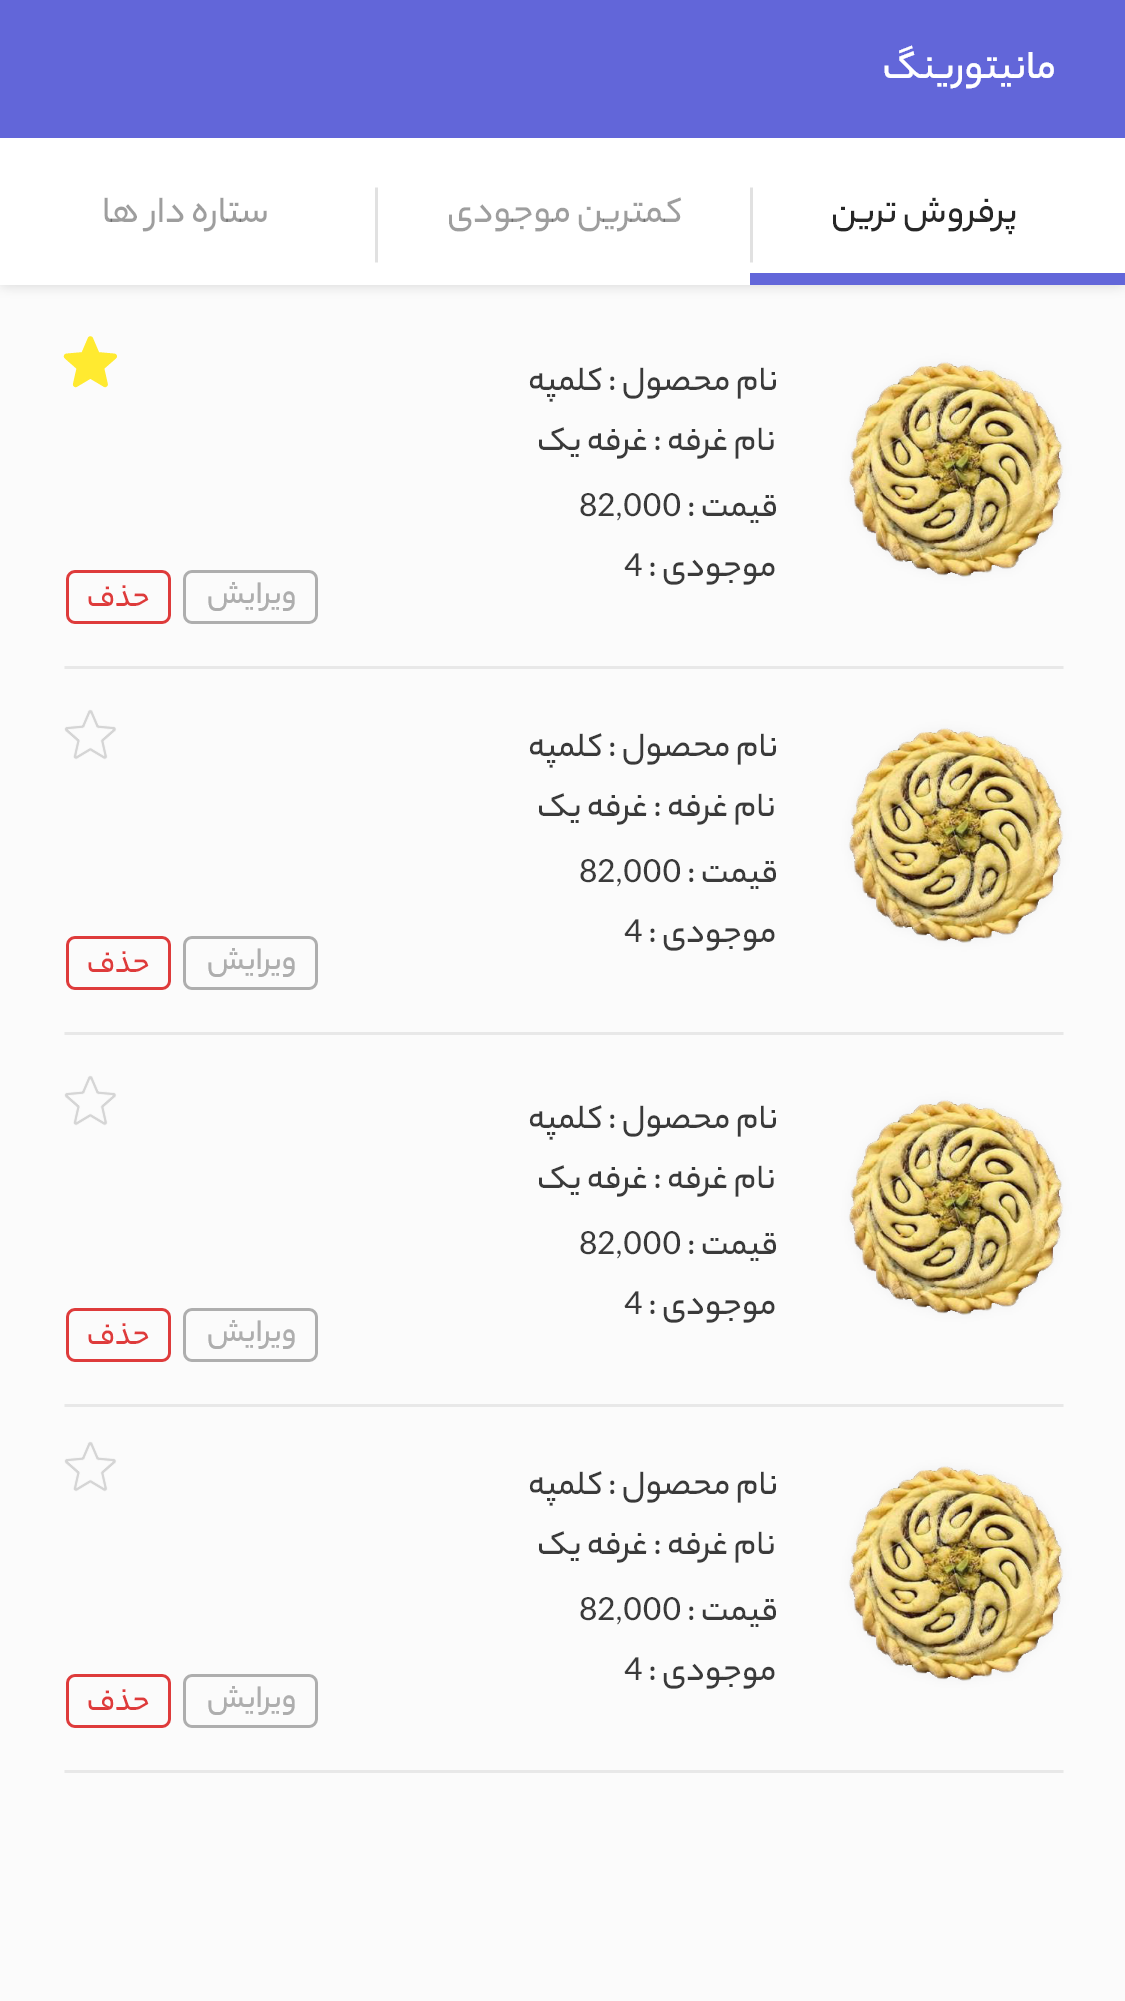 مانیتورینگ
پرفروش ترین
کمترین موجودی
ستاره دار ها
نام محصول : کلمپه
نام غرفه : غرفه یک
قیمت : 82,000
موجودی : 4
ویرایش
حذف
نام محصول : کلمپه
نام غرفه : غرفه یک
قیمت : 82,000
موجودی : 4
ویرایش
حذف
نام محصول : کلمپه
نام غرفه : غرفه یک
قیمت : 82,000
موجودی : 4
ویرایش
حذف
نام محصول : کلمپه
نام غرفه : غرفه یک
قیمت : 82,000
موجودی : 4
ویرایش
حذف